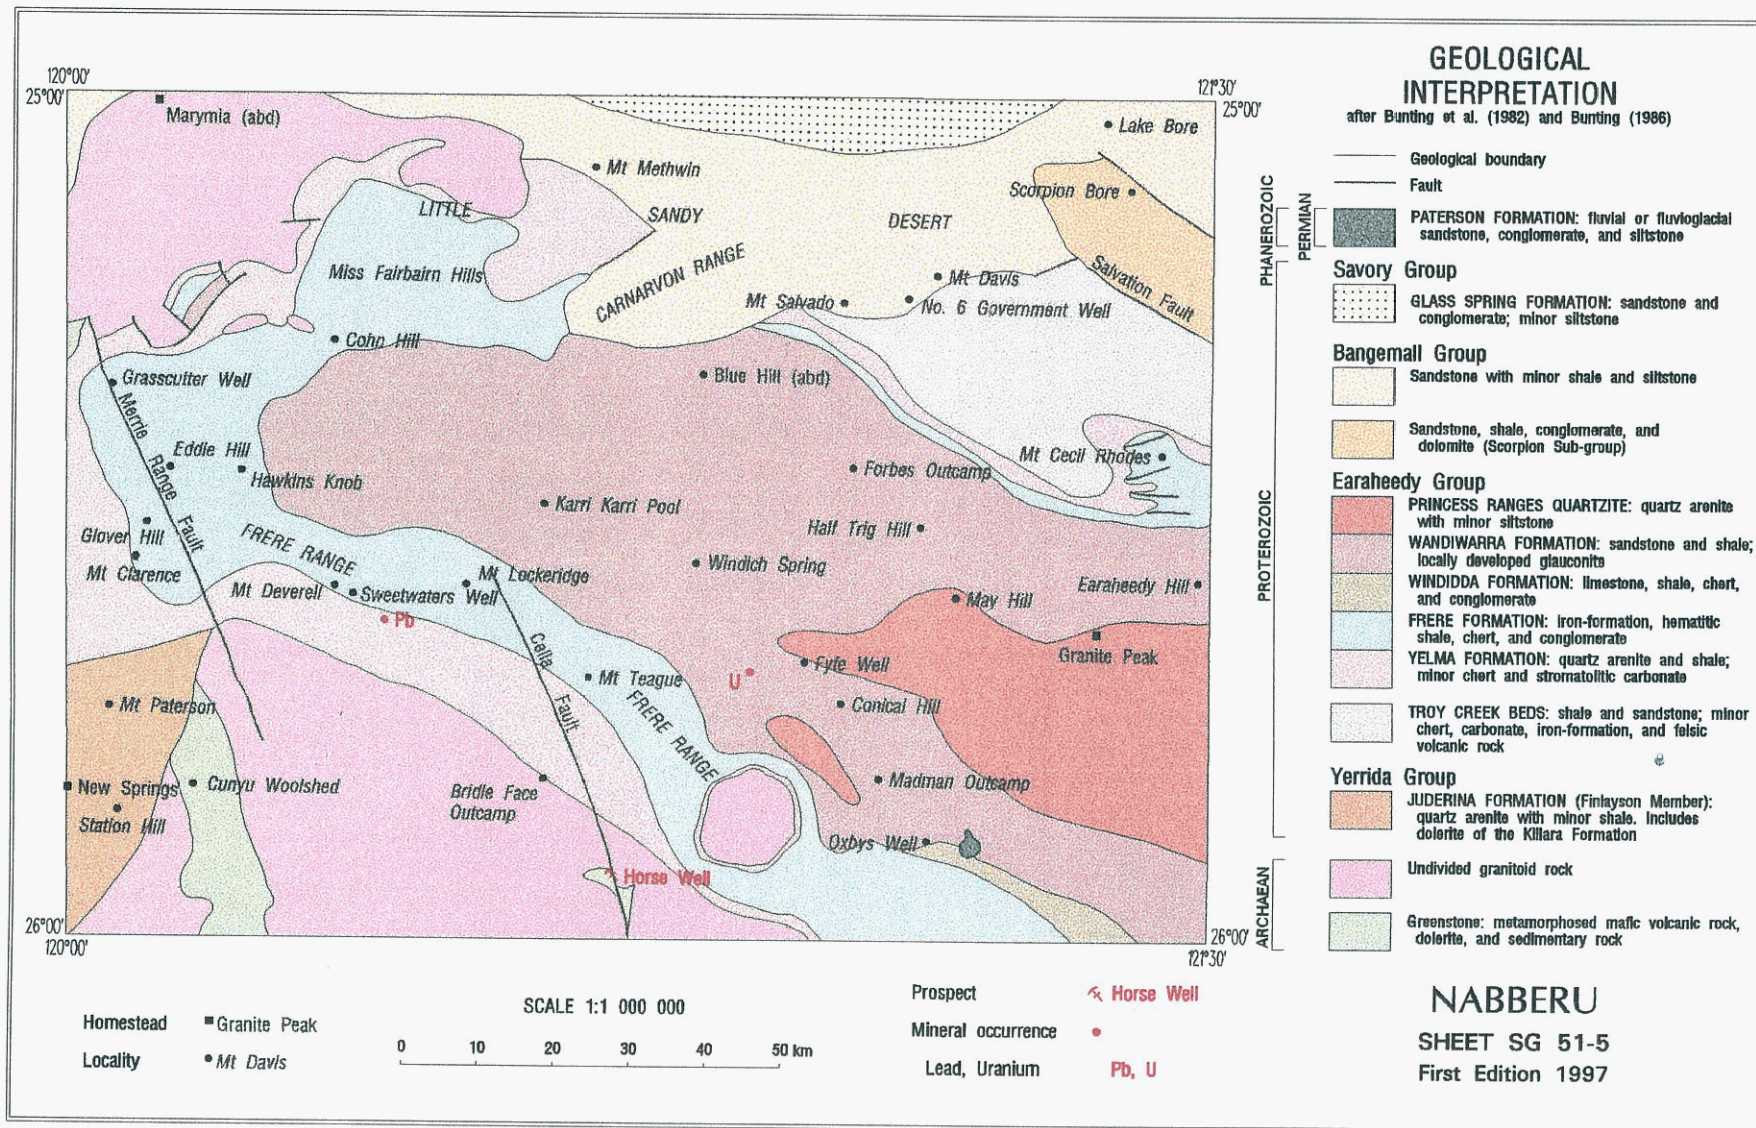 120°00'
25°00'
121°30'
25°00'
Marymia (abd)
Lake Bore
Mt Methwin
Scorpion Bore
LITTLE
SANDY
DESERT
Miss Fairbairn Hills
CARNARVON RANGE
Mt Davis
Salvation Fault
Mt Salvado
No. 6 Government Well
Cohn Hill
Grasscutter Well
Blue Hill (abd)
Merrie Range Fault
Eddie Hill
Hawkins Knob
Forbes Outcamp
Mt Cecil Rhodes
Karri Karri Pool
Half Trig Hill
Glover Hill
FRERE RANGE
Mt Clarence
Windich Spring
Mt Lockeridge
Mt Deverell
Sweetwaters Well
Earaheedy Hill
May Hill
Pb
Granite Peak
Celia Fault
Fyfe Well
Mt Teague
U
FRERE RANGE
Mt Paterson
Conical Hill
New Springs
Cunyu Woolshed
Bridle Face
Outcamp
Madman Outcamp
Station Hill
Oxbys Well
Horse Well
26°00'
120°00'
26°00'
121°30'
GEOLOGICAL
INTERPRETATION
after Bunting et al. (1982) and Bunting (1986)
Geological boundary
Fault
PHANEROZOIC
PERMIAN
PATERSON FORMATION: fluvial or fluvioglacial
sandstone, conglomerate, and siltstone
Savory Group
GLASS SPRING FORMATION: sandstone and
conglomerate; minor siltstone
Bangemall Group
Sandstone with minor shale and siltstone
Sandstone, shale, conglomerate, and
dolomite (Scorpion Sub-group)
PROTEROZOIC
Earaheedy Group
PRINCESS RANGES QUARTZITE: quartz arenite
with minor siltstone
WANDIWARRA FORMATION: sandstone and shale;
locally developed glauconite
WINDIDDA FORMATION: limestone, shale, chert,
and conglomerate
FRERE FORMATION: iron-formation, hematitic
shale, chert, and conglomerate
YELMA FORMATION: quartz arenite and shale;
minor chert and stromatolitic carbonate
TROY CREEK BEDS: shale and sandstone; minor
chert, carbonate, iron-formation, and felsic
volcanic rock
Yerrida Group
JUDERINA FORMATION (Finlayson Member):
quartz arenite with minor shale. Includes
dolerite of the Killara Formation
ARCHAEAN
Undivided granitoid rock
Greenstone: metamorphosed mafic volcanic rock,
dolerite, and sedimentary rock
Homestead
Granite Peak
Locality
Mt Davis
SCALE 1:1 000 000
0 10 20 30 40 50 km
Prospect
Horse Well
Mineral occurrence
Lead, Uranium
Pb, U
NABBERU
SHEET SG 51-5
First Edition 1997